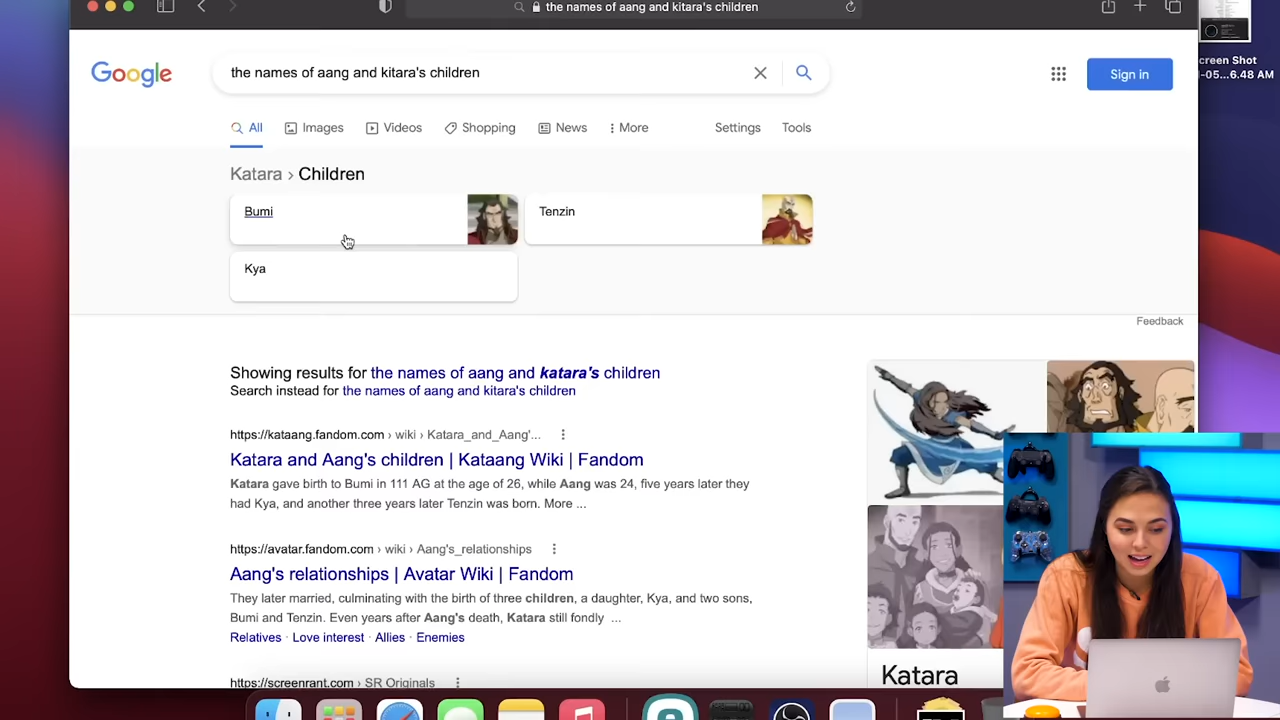 the names of aang and kitara's children
creen Shot
-05...6.48 AM
Google
the names of aang and kitara's children
Sign in
All
Images
Videos
Shopping
News
More
Settings
Tools
Katara › Children
Bumi
Tenzin
Kya
Feedback
Showing results for the names of aang and katara's children
Search instead for the names of aang and kitara's children
https://kataang.fandom.com › wiki › Katara_and_Aang'...
Katara and Aang's children | Kataang Wiki | Fandom
Katara gave birth to Bumi in 111 AG at the age of 26, while Aang was 24, five years later they
had Kya, and another three years later Tenzin was born. More ...
https://avatar.fandom.com › wiki › Aang's_relationships
Aang's relationships | Avatar Wiki | Fandom
They later married, culminating with the birth of three children, a daughter, Kya, and two sons,
Bumi and Tenzin. Even years after Aang's death, Katara still fondly ...
Relatives · Love interest · Allies · Enemies
https://screenrant.com › SR Originals
Katara